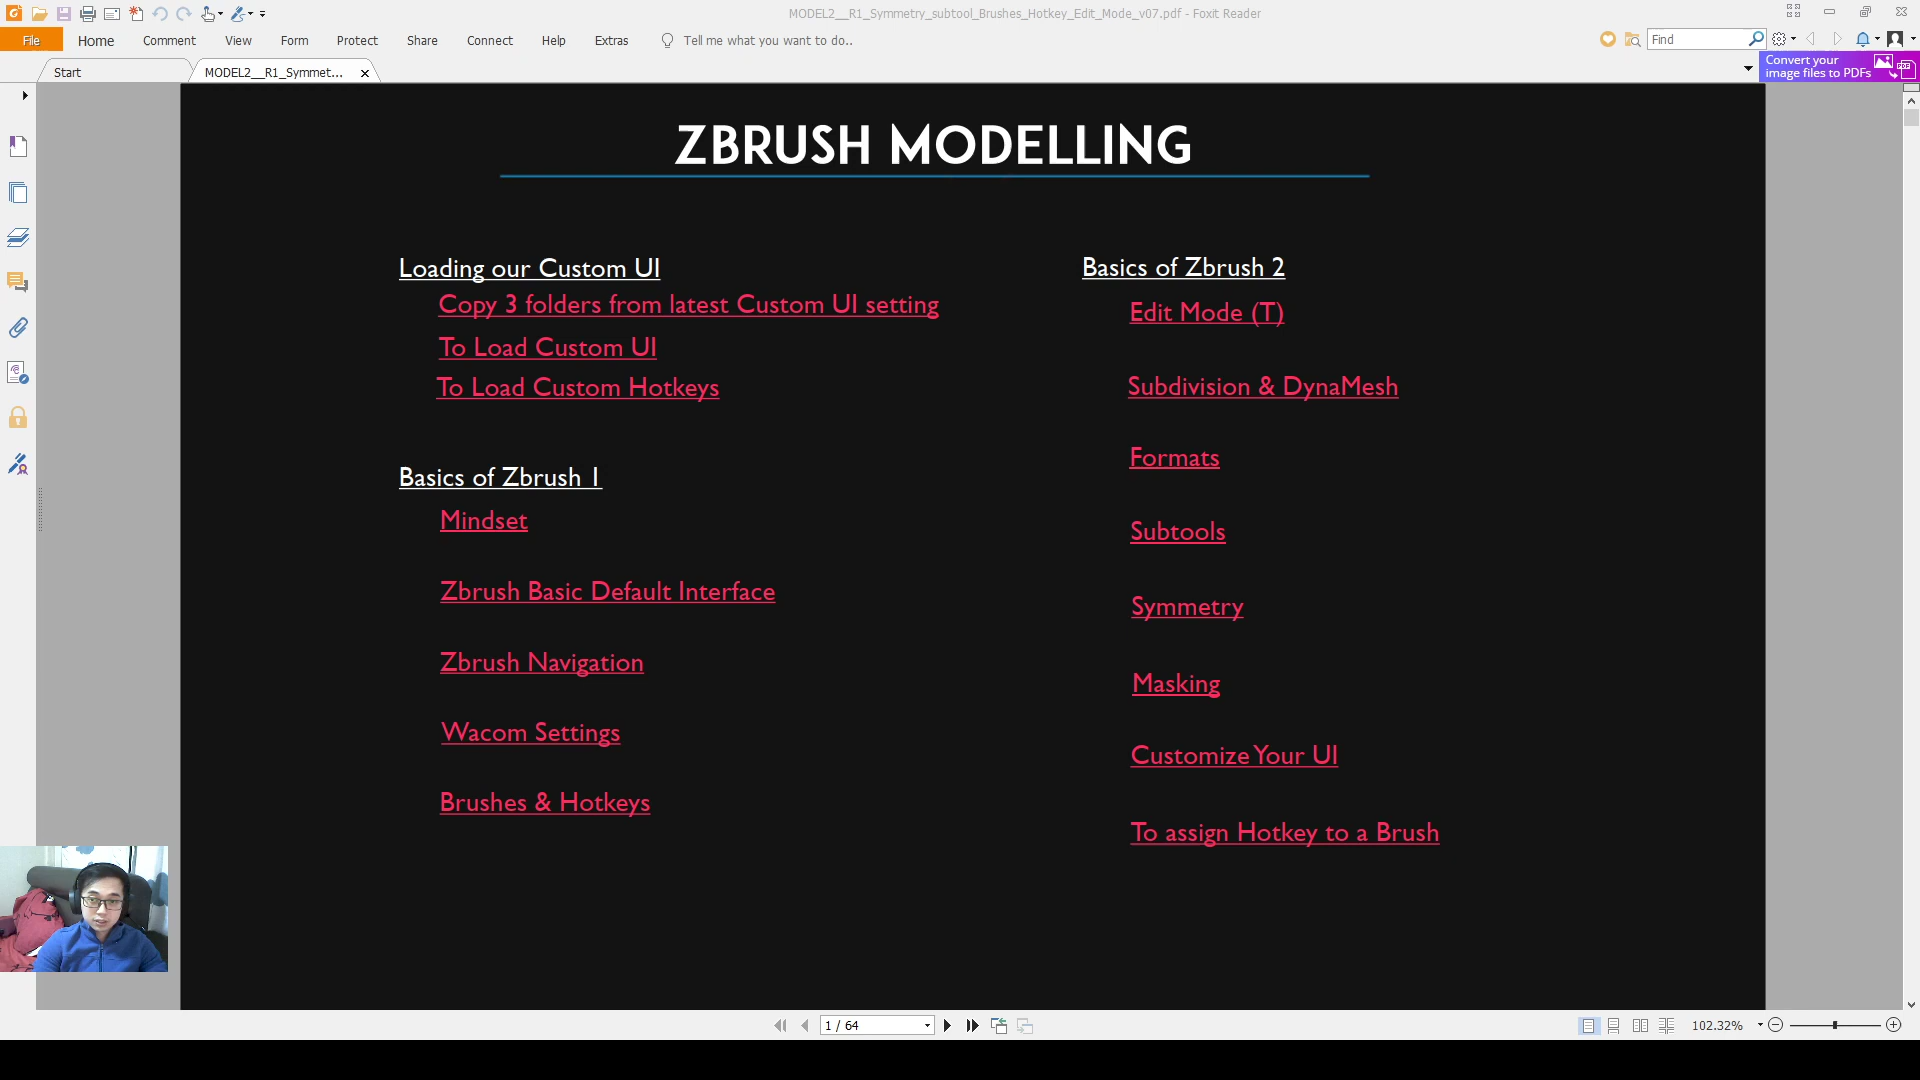 MODEL2__R1_Symmetry_subtool_Brushes_Hotkey_Edit_Mode_v07.pdf - Foxit Reader
File
Home
Comment
View
Form
Protect
Share
Connect
Help
Extras
Tell me what you want to do..
Find
Start
MODEL2__R1_Symmet...
Convert your
image files to PDFs
ZBRUSH MODELLING
Loading our Custom UI
Copy 3 folders from latest Custom UI setting
To Load Custom UI
To Load Custom Hotkeys
Basics of Zbrush 1
Mindset
Zbrush Basic Default Interface
Zbrush Navigation
Wacom Settings
Brushes & Hotkeys
Basics of Zbrush 2
Edit Mode (T)
Subdivision & DynaMesh
Formats
Subtools
Symmetry
Masking
Customize Your UI
To assign Hotkey to a Brush
1 / 64
102.32%